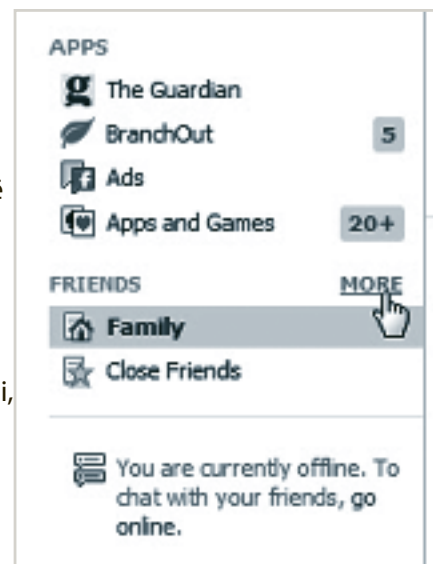 APPS
The Guardian
BranchOut 5
Ads
Apps and Games 20+
FRIENDS MORE
Family
Close Friends
i,
You are currently offline. To
chat with your friends, go
online.